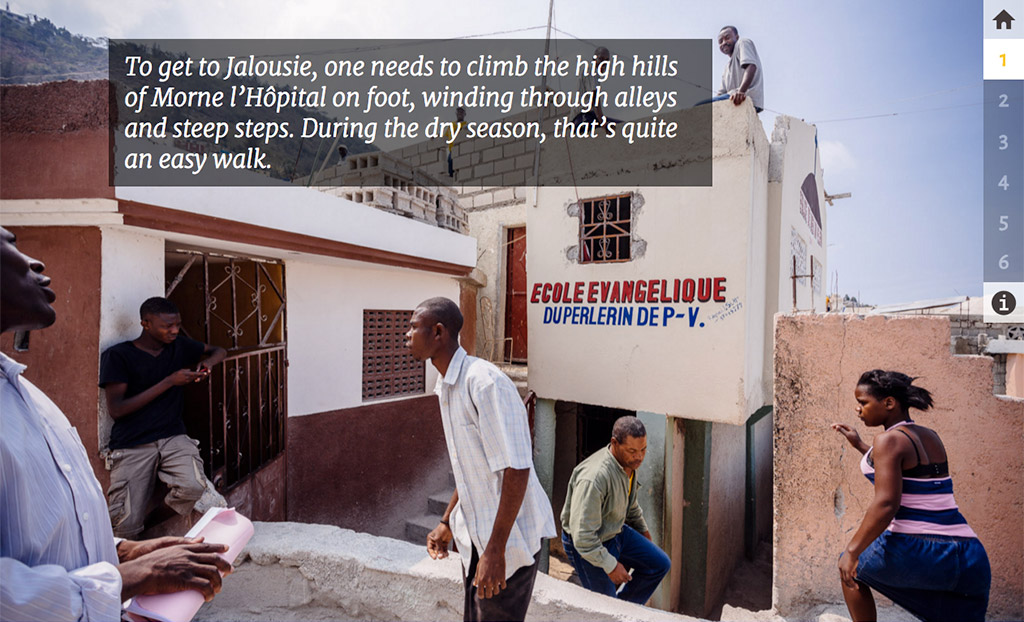 To get to Jalousie, one needs to climb the high hills
of Morne l’Hôpital on foot, winding through alleys
and steep steps. During the dry season, that’s quite
an easy walk.
1
2
3
4
5
6
i
ECOLE EVANGELIQUE
DU PERLERIN DE P-V.